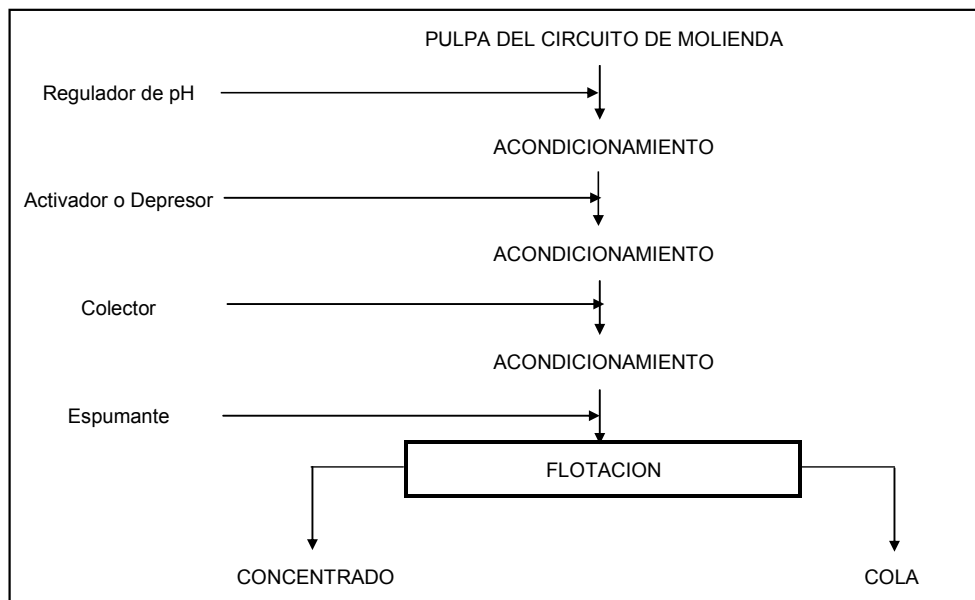 PULPA DEL CIRCUITO DE MOLIENDA
Regulador de pH
ACONDICIONAMIENTO
Activador o Depresor
ACONDICIONAMIENTO
Colector
ACONDICIONAMIENTO
Espumante
FLOTACION
CONCENTRADO
COLA